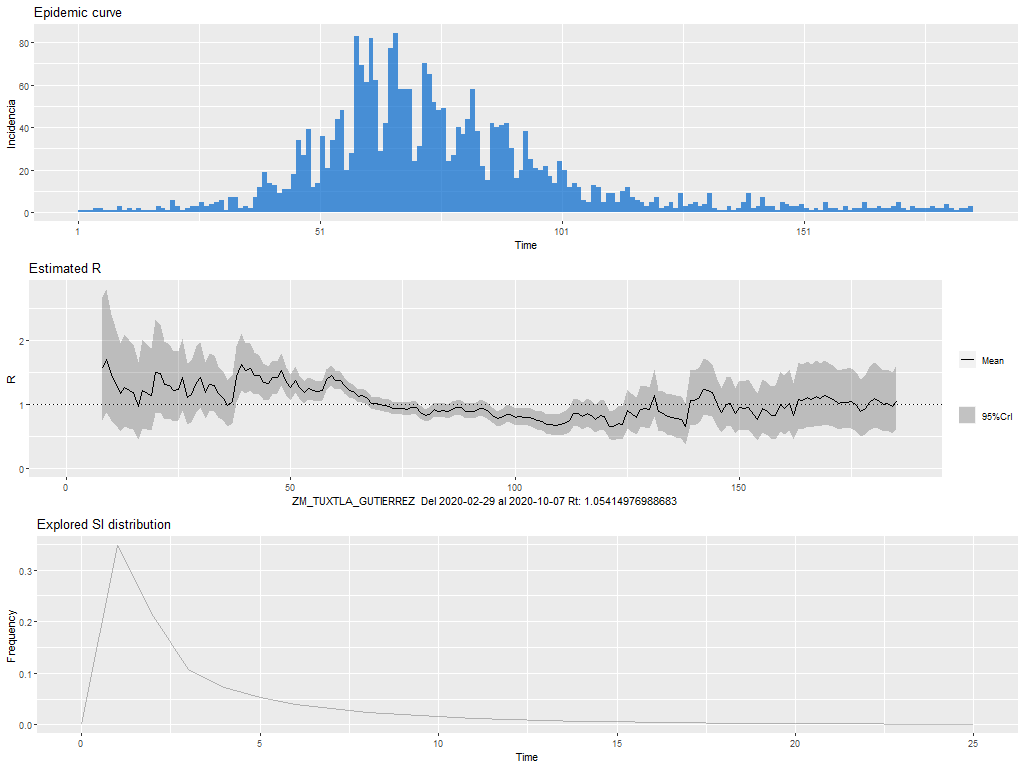 Epidemic curve
80
60
40
20
0
Incidencia
1 51 101 151
Time
Estimated R
2
1
0
R
0 50 100 150
Mean
95%CrI
ZM_TUXTLA_GUTIERREZ Del 2020-02-29 al 2020-10-07 Rt: 1.05414976988683
Explored SI distribution
0.3
0.2
0.1
0.0
Frequency
0 5 10 15 20 25
Time